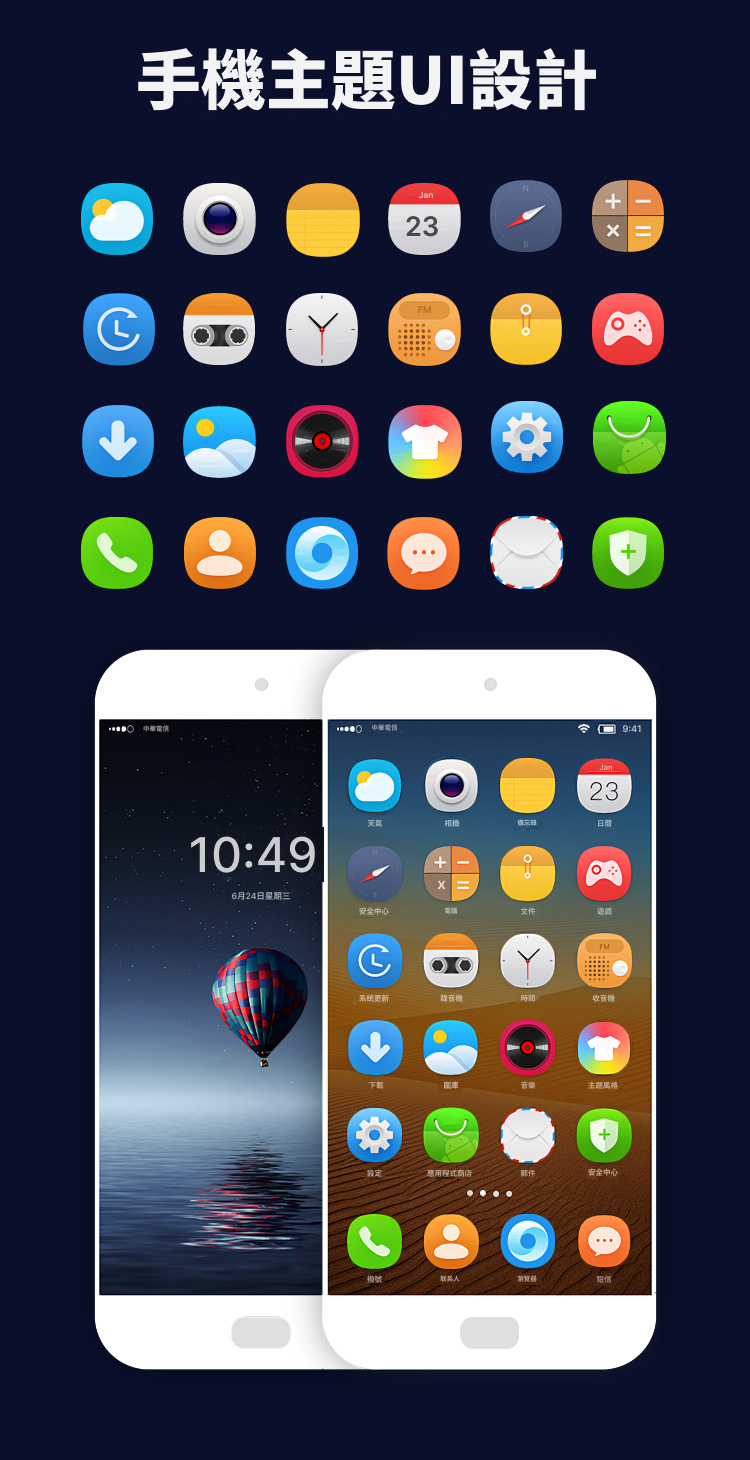 手機主題UI設計
Jan
23
N
S
FM
中華電信
10:49
6月24日星期三
中華電信
9:41
Jan
23
天氣
相機
備忘錄
日曆
N
S
安全中心
電腦
文件
遊戲
FM
系统更新
錄音機
時間
收音機
下載
圖庫
音樂
主題風格
設定
應用程式商店
郵件
安全中心
撥號
联系人
瀏覽器
短信